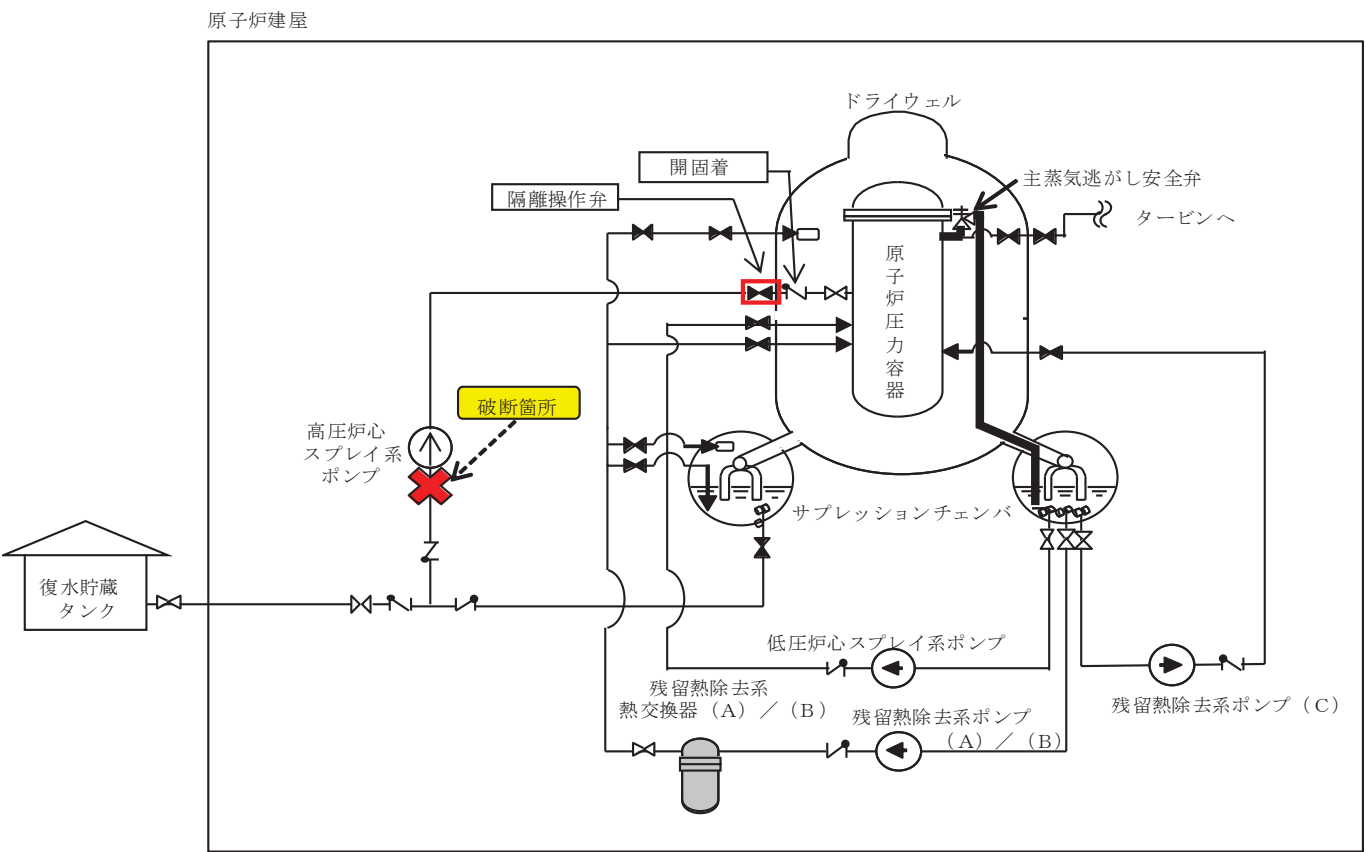 原子炉建屋
ドライウェル
開固着
主蒸気逃がし安全弁
隔離操作弁
タービンへ
原子炉圧力容器
破断箇所
高圧炉心
スプレイ系
ポンプ
サプレッションチェンバ
復水貯蔵
タンク
低圧炉心スプレイ系ポンプ
残留熱除去系
熱交換器（A）／（B）
残留熱除去系ポンプ
（A）／（B）
残留熱除去系ポンプ（C）